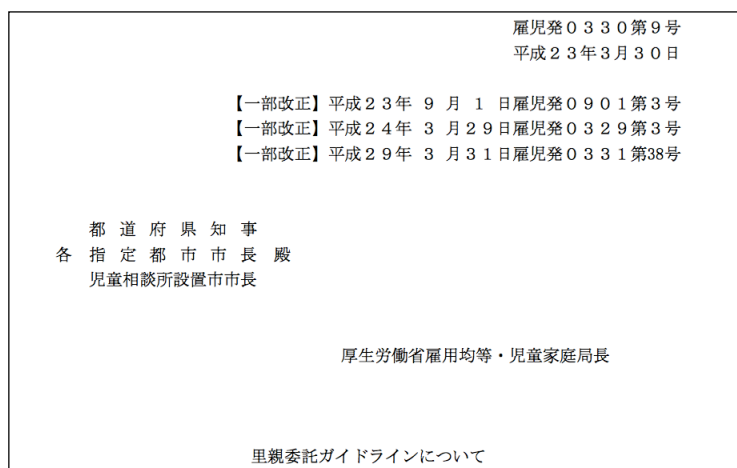 雇児発０３３０第９号
平成２３年３月３０日
【一部改正】平成２３年 ９ 月 １ 日雇児発０９０１第３号
【一部改正】平成２４年 ３ 月２９日雇児発０３２９第３号
【一部改正】平成２９年 ３ 月３１日雇児発０３３１第38号
都 道 府 県 知 事
各 指 定 都 市 市 長 殿
児童相談所設置市市長
厚生労働省雇用均等・児童家庭局長
里親委託ガイドラインについて